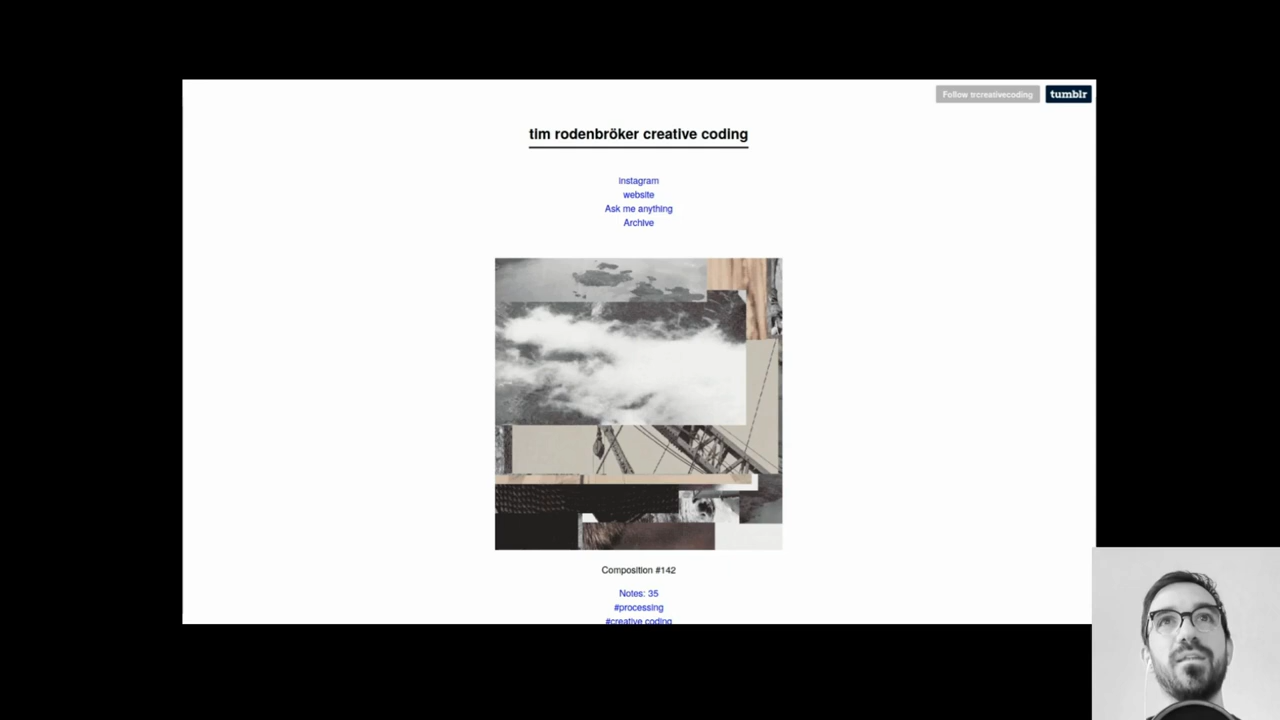 Follow trcreativecoding
tumblr
tim rodenbröker creative coding
instagram
website
Ask me anything
Archive
Composition #142
Notes: 35
#processing
#creative coding